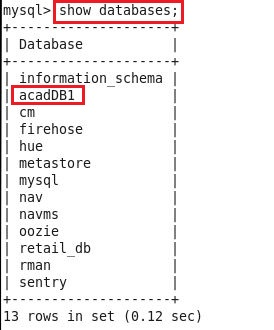 mysql> show databases;
+--------------------+
| Database           |
+--------------------+
| information_schema |
| acadDB1            |
| cm                 |
| firehose           |
| hue                |
| metastore          |
| mysql              |
| nav                |
| navms              |
| oozie              |
| retail_db          |
| rman               |
| sentry             |
+--------------------+
13 rows in set (0.12 sec)